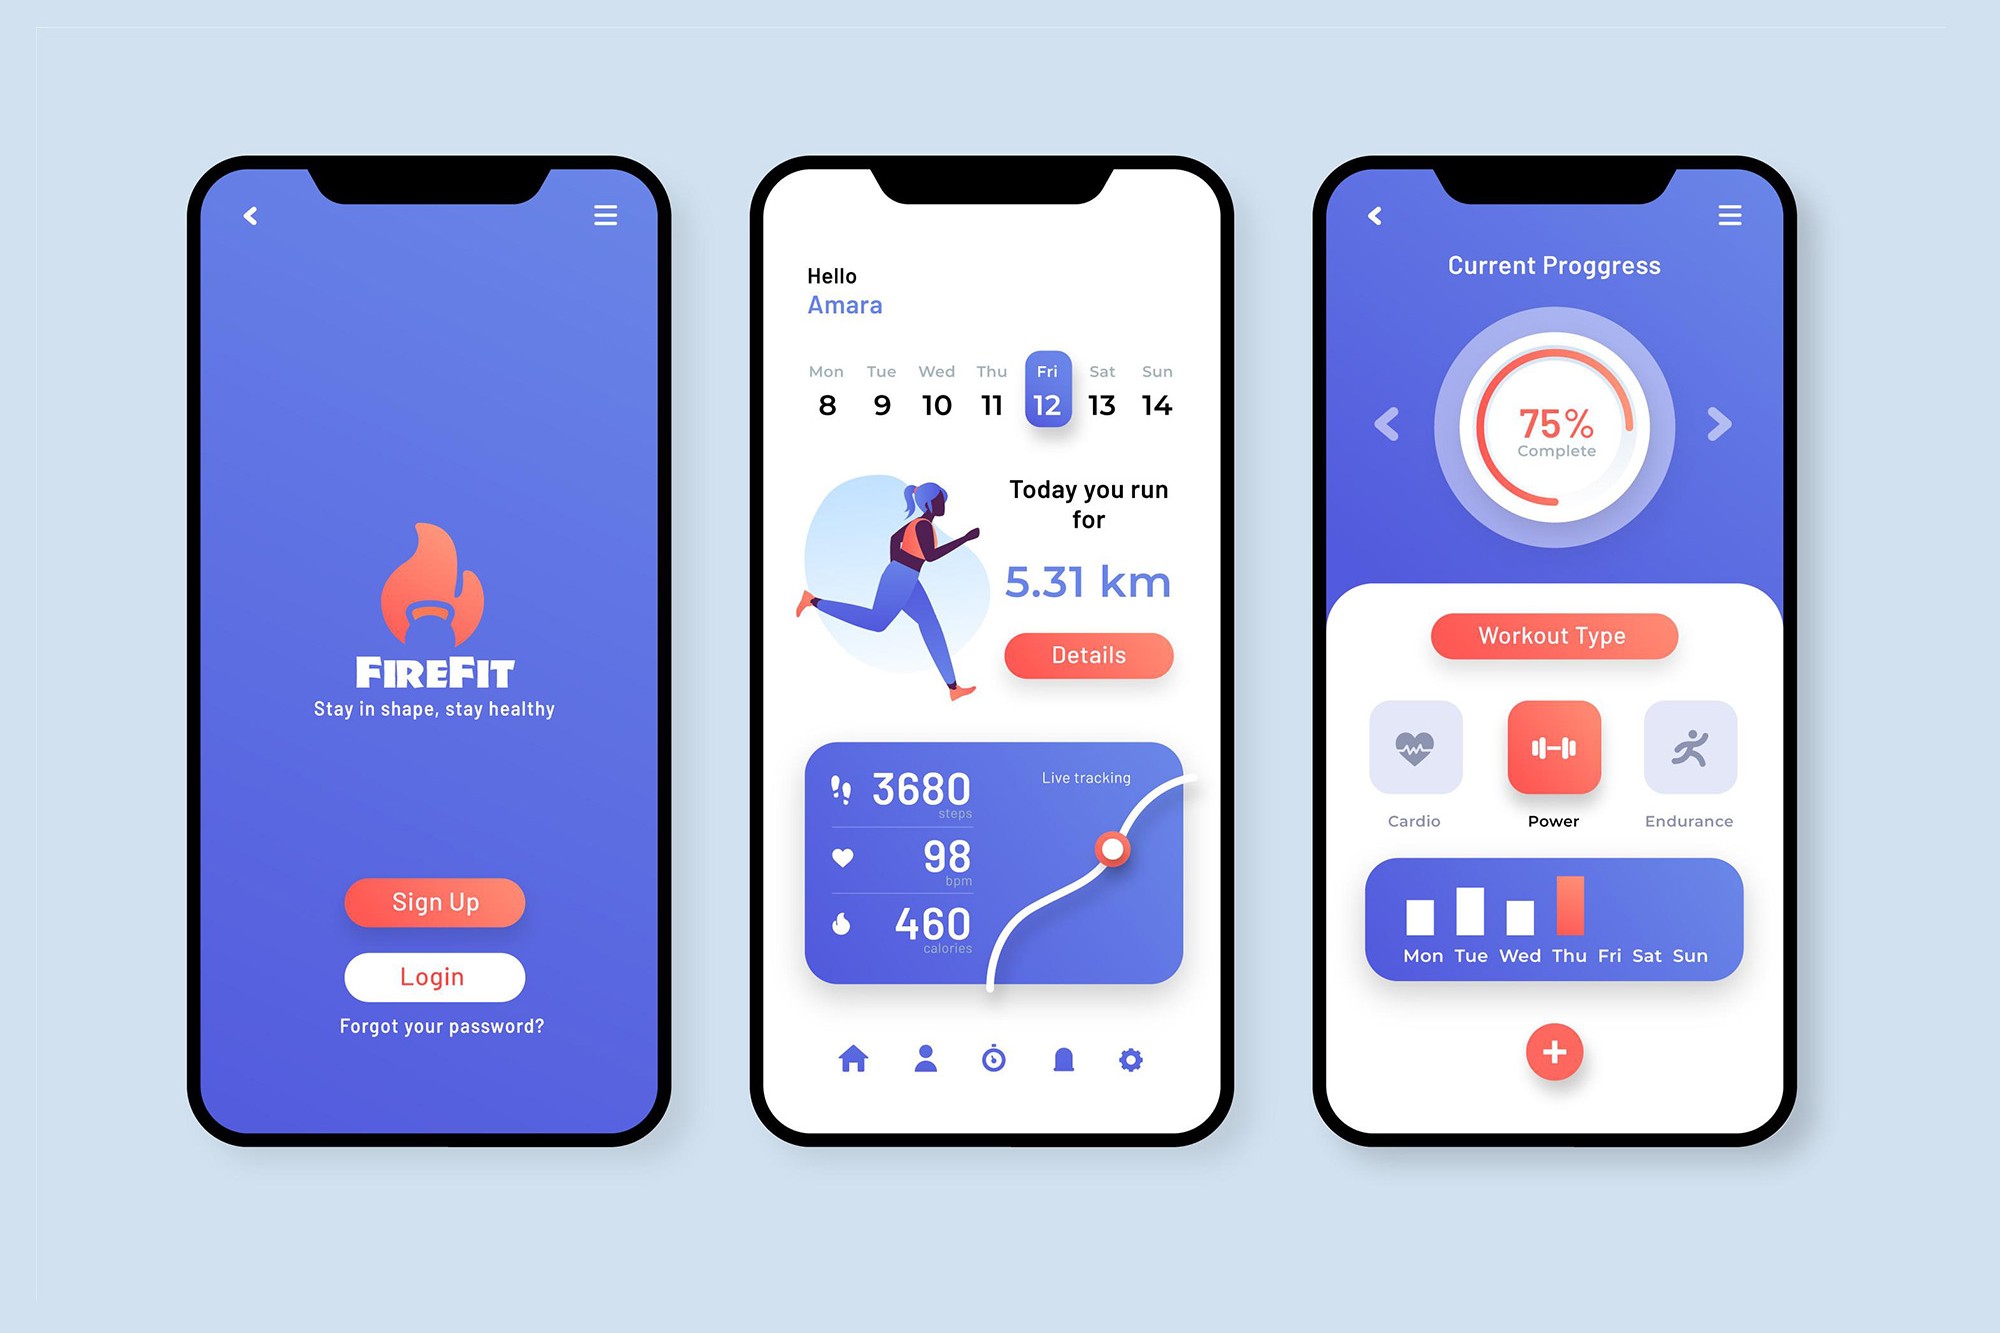 FIREFIT
Stay in shape, stay healthy
Sign Up
Login
Forgot your password?
Hello
Amara
Mon Tue Wed Thu Fri Sat Sun
8 9 10 11 12 13 14
Today you run
for
5.31 km
Details
3680
steps
98
bpm
460
calories
Live tracking
Current Proggress
75%
Complete
Workout Type
Cardio Power Endurance
Mon Tue Wed Thu Fri Sat Sun